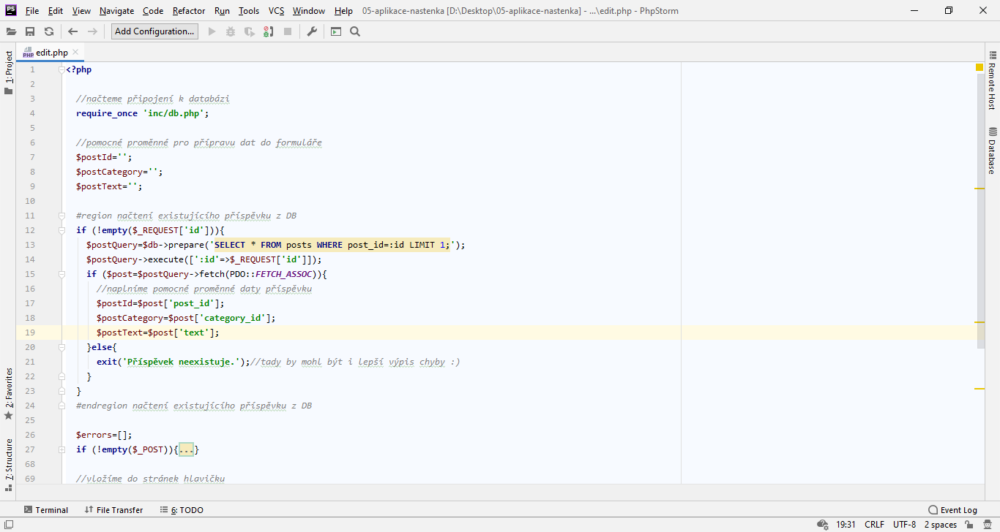 PS File Edit View Navigate Code Refactor Run Tools VCS Window Help 05-aplikace-nastenka [D:\Desktop\05-aplikace-nastenka] - ...\edit.php - PhpStorm
Add Configuration...
PHP edit.php
1: Project
Remote Host
Database
2: Favorites
7: Structure
1 <?php
2
3 //načteme připojení k databázi
4 require_once 'inc/db.php';
5
6 //pomocné proměnné pro přípravu dat do formuláře
7 $postId='';
8 $postCategory='';
9 $postText='';
10
11 #region načtení existujícího příspěvku z DB
12 if (!empty($_REQUEST['id'])){
13 $postQuery=$db->prepare('SELECT * FROM posts WHERE post_id=:id LIMIT 1;');
14 $postQuery->execute([':id'=>$_REQUEST['id']]);
15 if ($post=$postQuery->fetch(PDO::FETCH_ASSOC)){
16 //naplníme pomocné proměnné daty příspěvku
17 $postId=$post['post_id'];
18 $postCategory=$post['category_id'];
19 $postText=$post['text'];
20 }else{
21 exit('Příspěvek neexistuje.');//tady by mohl být i lepší výpis chyby :)
22 }
23 }
24 #endregion načtení existujícího příspěvku z DB
25
26 $errors=[];
27 if (!empty($_POST)){...}
68
69 //vložíme do stránek hlavičku
Terminal File Transfer 6: TODO Event Log
19:31 CRLF UTF-8 2 spaces